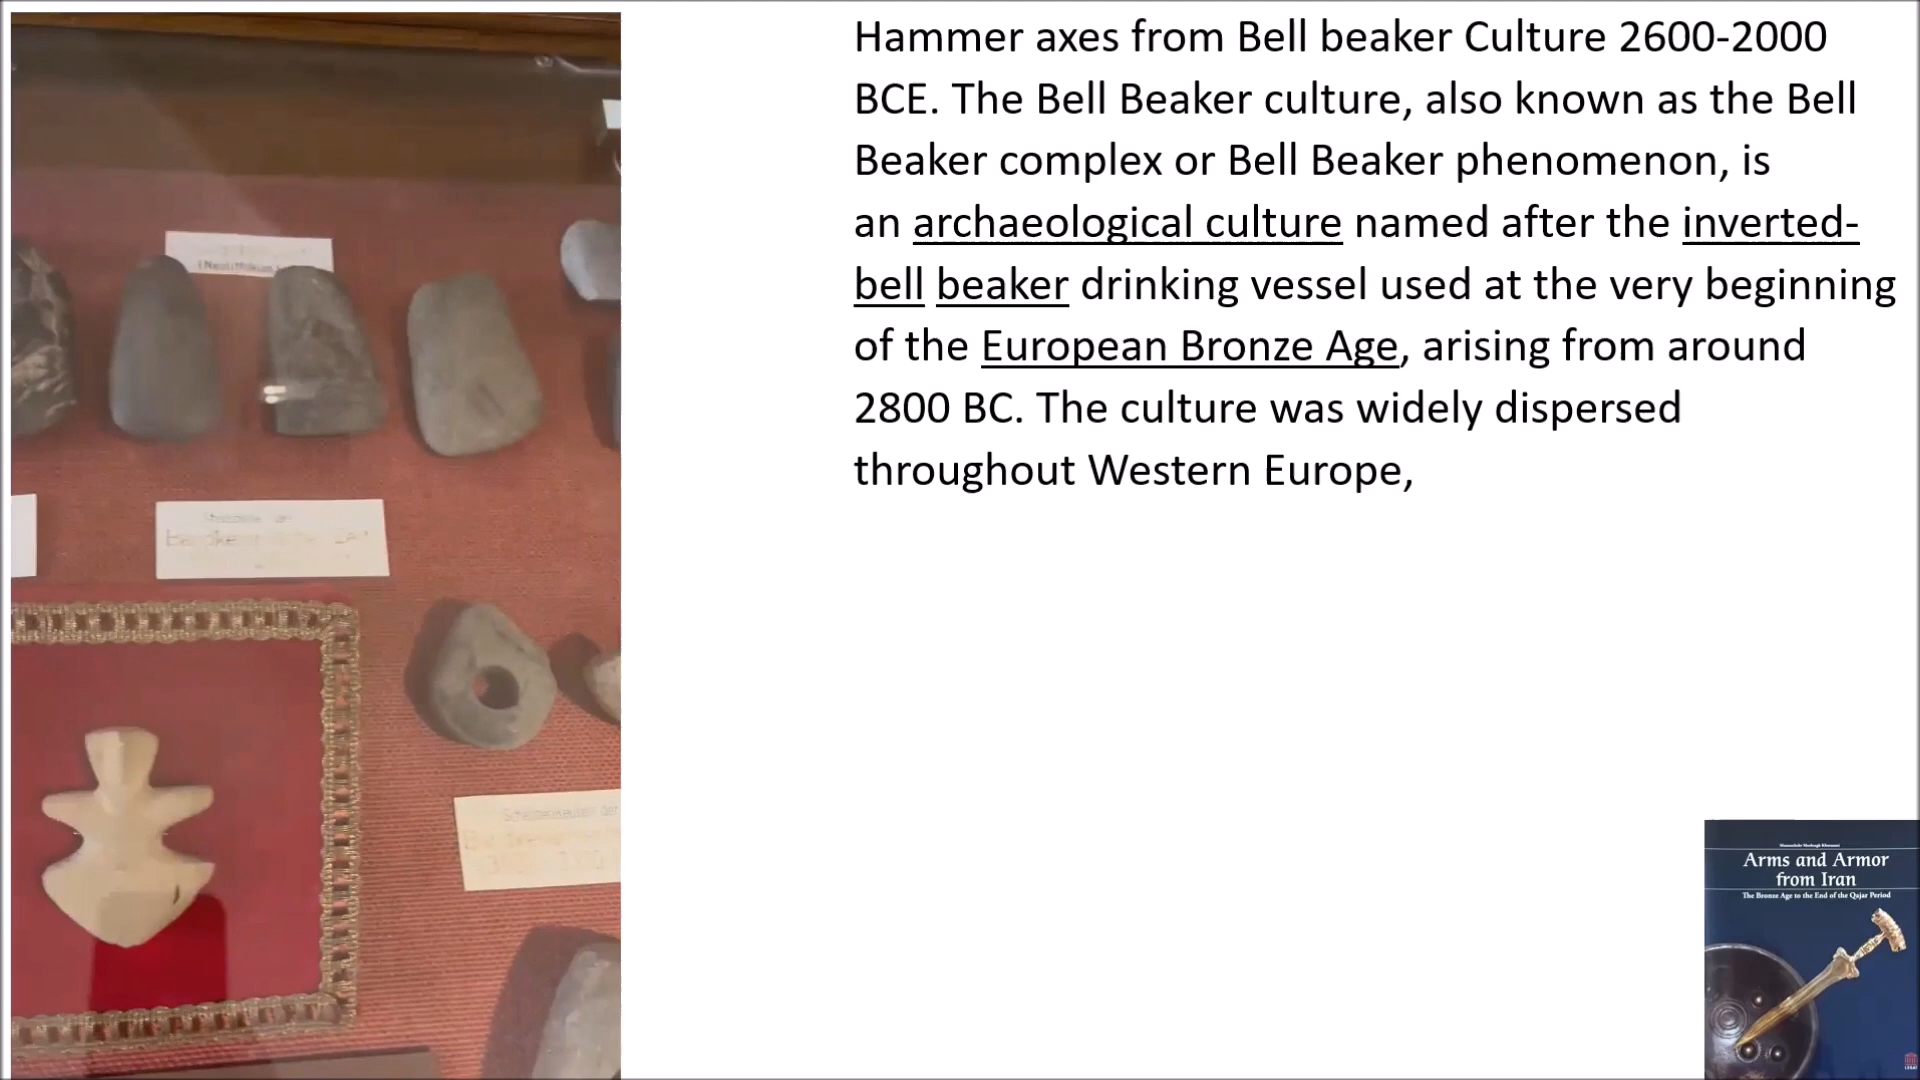 (Neolithikum
Scheibenkeulen der
Hammer axes from Bell beaker Culture 2600-2000
BCE. The Bell Beaker culture, also known as the Bell
Beaker complex or Bell Beaker phenomenon, is
an archaeological culture named after the inverted-
bell beaker drinking vessel used at the very beginning
of the European Bronze Age, arising from around
2800 BC. The culture was widely dispersed
throughout Western Europe,
Arms and Armor
from Iran
The Bronze Age to the End of the Qajar Period